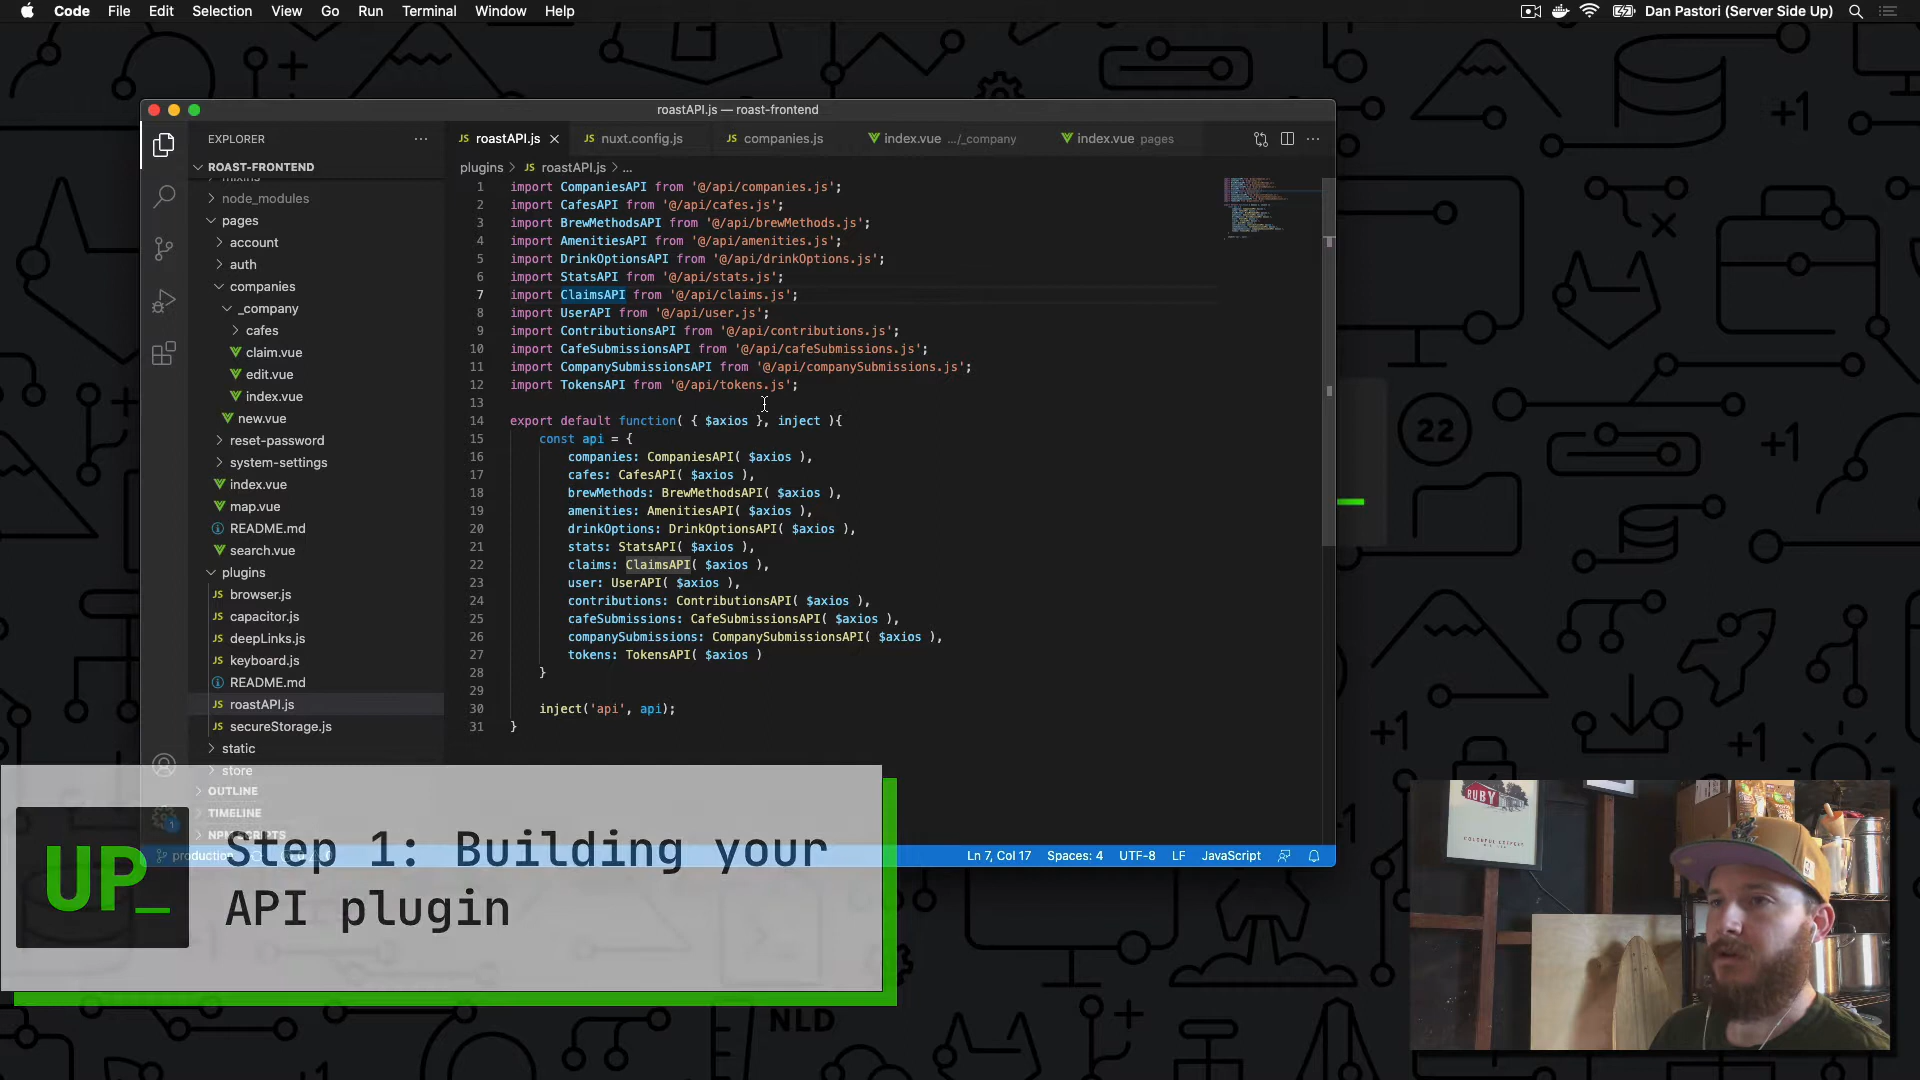 Code File Edit Selection View Go Run Terminal Window Help
Dan Pastori (Server Side Up)
roastAPI.js — roast-frontend
EXPLORER
roastAPI.js
nuxt.config.js
companies.js
index.vue .../_company
index.vue pages
ROAST-FRONTEND
plugins > roastAPI.js > ...
mixins
node_modules
pages
account
auth
companies
_company
cafes
claim.vue
edit.vue
index.vue
new.vue
reset-password
system-settings
index.vue
map.vue
README.md
search.vue
plugins
browser.js
capacitor.js
deepLinks.js
keyboard.js
README.md
roastAPI.js
secureStorage.js
static
store
OUTLINE
TIMELINE
NPM SCRIPTS
1 import CompaniesAPI from '@/api/companies.js';
2 import CafesAPI from '@/api/cafes.js';
3 import BrewMethodsAPI from '@/api/brewMethods.js';
4 import AmenitiesAPI from '@/api/amenities.js';
5 import DrinkOptionsAPI from '@/api/drinkOptions.js';
6 import StatsAPI from '@/api/stats.js';
7 import ClaimsAPI from '@/api/claims.js';
8 import UserAPI from '@/api/user.js';
9 import ContributionsAPI from '@/api/contributions.js';
10 import CafeSubmissionsAPI from '@/api/cafeSubmissions.js';
11 import CompanySubmissionsAPI from '@/api/companySubmissions.js';
12 import TokensAPI from '@/api/tokens.js';
13
14 export default function( { $axios }, inject ){
15 const api = {
16 companies: CompaniesAPI( $axios ),
17 cafes: CafesAPI( $axios ),
18 brewMethods: BrewMethodsAPI( $axios ),
19 amenities: AmenitiesAPI( $axios ),
20 drinkOptions: DrinkOptionsAPI( $axios ),
21 stats: StatsAPI( $axios ),
22 claims: ClaimsAPI( $axios ),
23 user: UserAPI( $axios ),
24 contributions: ContributionsAPI( $axios ),
25 cafeSubmissions: CafeSubmissionsAPI( $axios ),
26 companySubmissions: CompanySubmissionsAPI( $axios ),
27 tokens: TokensAPI( $axios )
28 }
29
30 inject('api', api);
31 }
production
Ln 7, Col 17 Spaces: 4 UTF-8 LF JavaScript
1
UP_
Step 1: Building your
API plugin
+1
+1
22
+1
+1
+1
NLD
RUBY